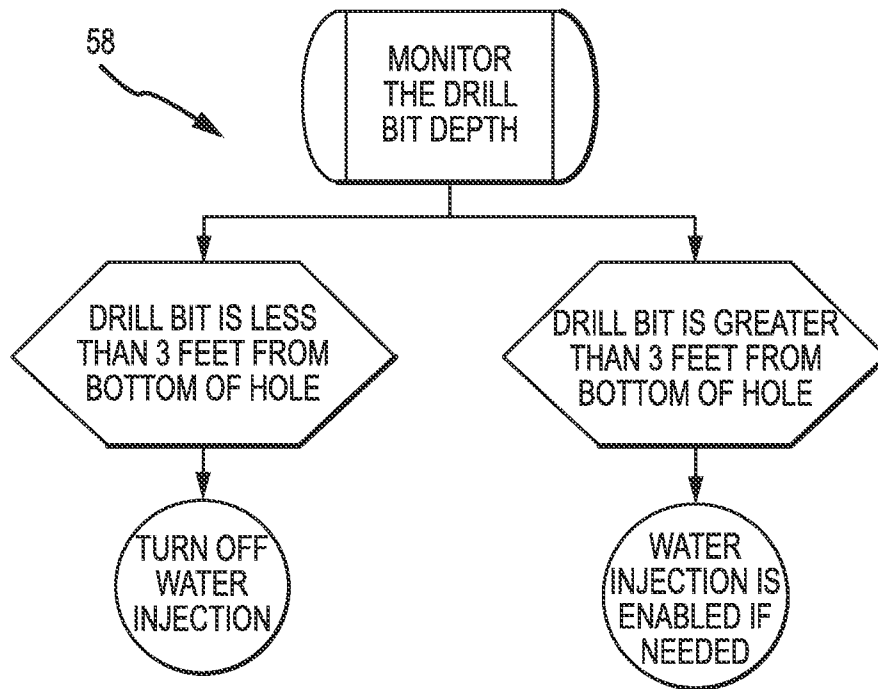 58
MONITOR
THE DRILL
BIT DEPTH
DRILL BIT IS LESS
THAN 3 FEET FROM
BOTTOM OF HOLE
DRILL BIT IS GREATER
THAN 3 FEET FROM
BOTTOM OF HOLE
TURN OFF
WATER
INJECTION
WATER
INJECTION IS
ENABLED IF
NEEDED